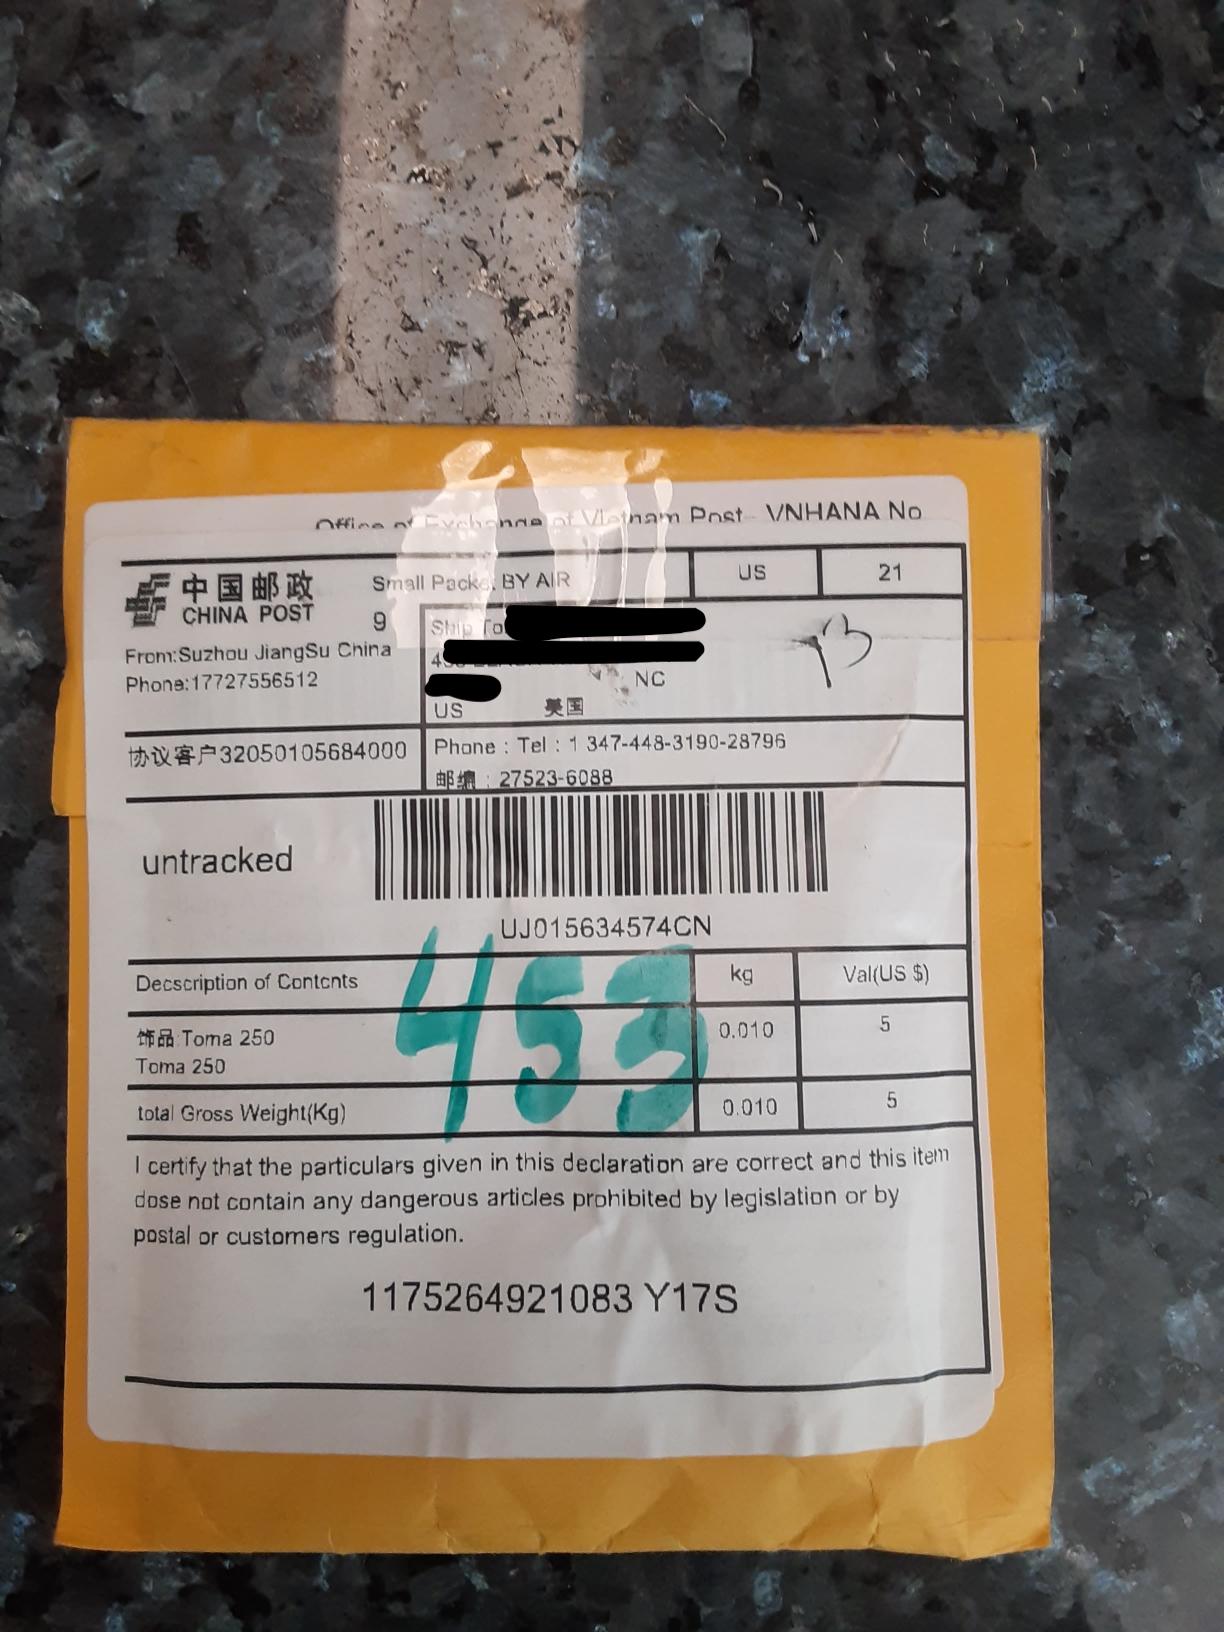 Office of Exchange of Vietnam Post- VNHANA No
中国邮政
CHINA POST
Small Packet BY AIR
US
21
9
From:Suzhou JiangSu China
Phone:17727556512
Ship To
NC
US 美国
13
协议客户32050105684000
Phone : Tel : 1 347-448-3190-28796
邮编 : 27523-6088
untracked
UJ015634574CN
453
Decscription of Contents
kg
Val(US $)
饰品:Toma 250
Toma 250
0.010
5
total Gross Weight(Kg)
0.010
5
I certify that the particulars given in this declaration are correct and this item
dose not contain any dangerous articles prohibited by legislation or by
postal or customers regulation.
1175264921083 Y17S